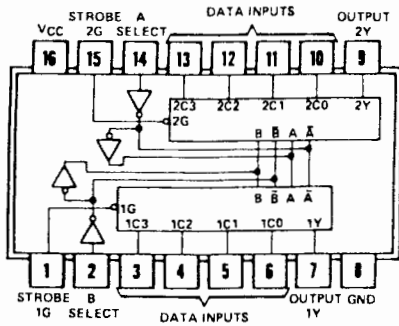 DATA INPUTS
VCC
STROBE 2G
A SELECT
OUTPUT 2Y
16 15 14 13 12 11 10 9
2C3 2C2 2C1 2C0 2Y
2G
B B̅ A A̅
B B̅ A A̅
1G
1C3 1C2 1C1 1C0 1Y
1 2 3 4 5 6 7 8
STROBE 1G
B SELECT
DATA INPUTS
OUTPUT 1Y
GND